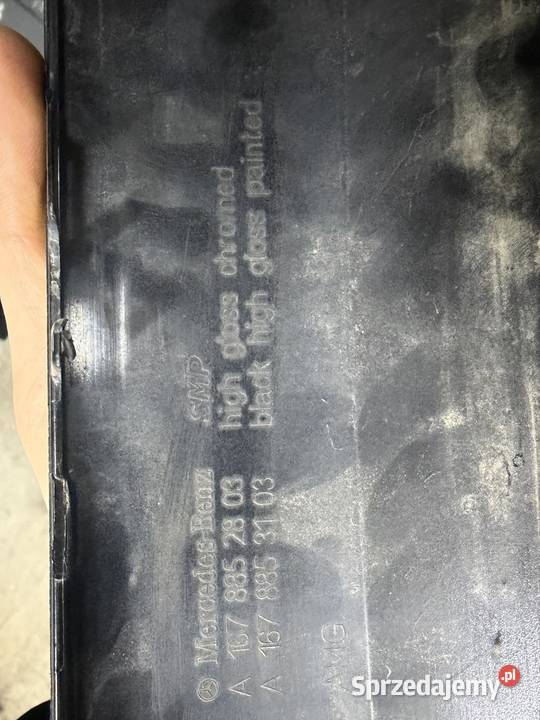 Mercedes-Benz SMP
A 167 885 28 03 high gloss chromed
A 167 885 31 03 black high gloss painted
AMG
Sprzedajemy.pl